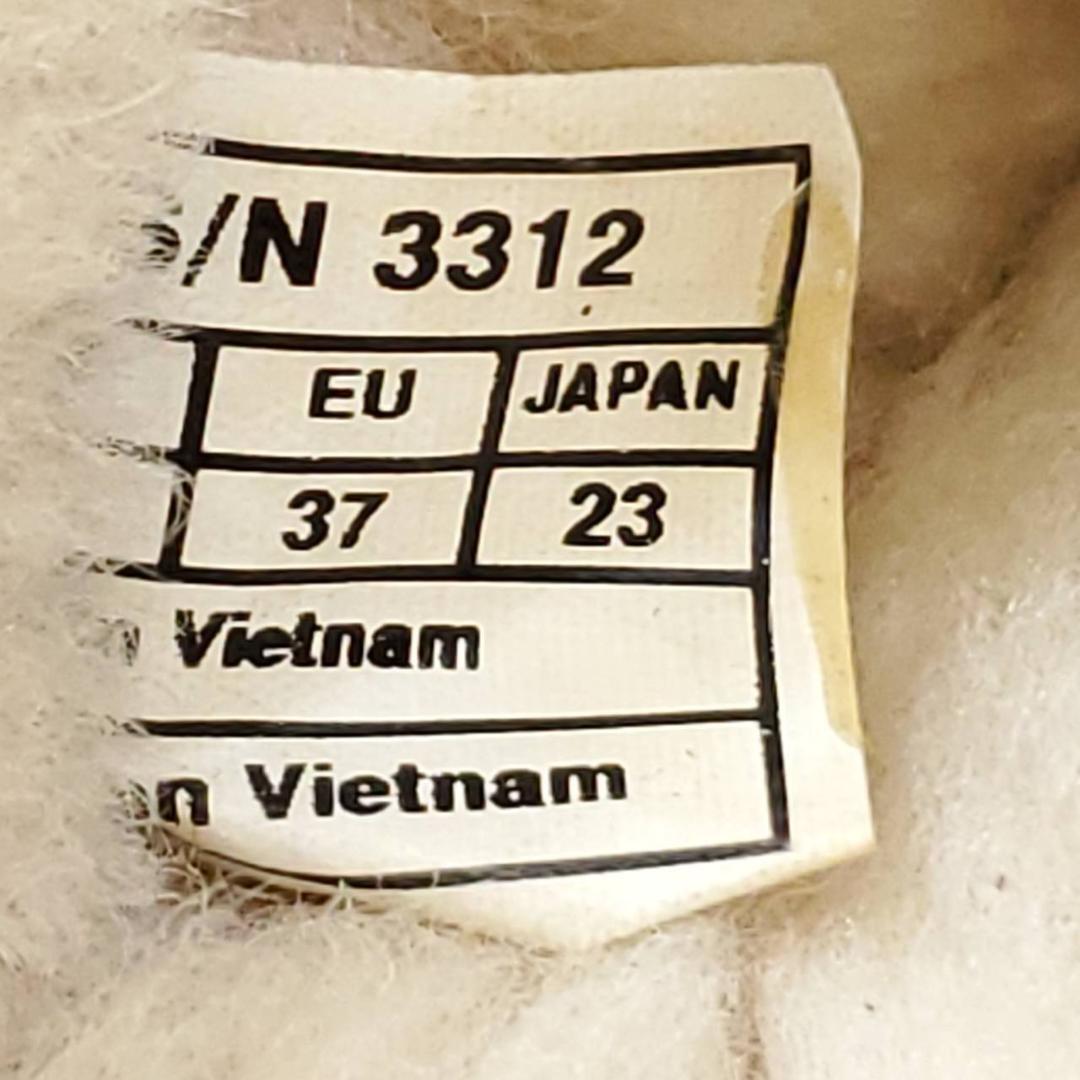 /N 3312
EU JAPAN
37 23
Vietnam
n Vietnam